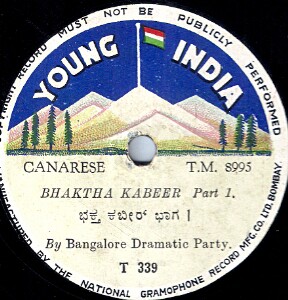 COPYRIGHT RECORD MUST NOT BE PUBLICLY PERFORMED
YOUNG INDIA
CANARESE T.M. 8995
BHAKTHA KABEER Part 1.
ಭಕ್ತ ಕಬೀರ್ ಭಾಗ I
By Bangalore Dramatic Party.
T 339
MANUFACTURED BY THE NATIONAL GRAMOPHONE RECORD MFG. CO. LTD. BOMBAY.